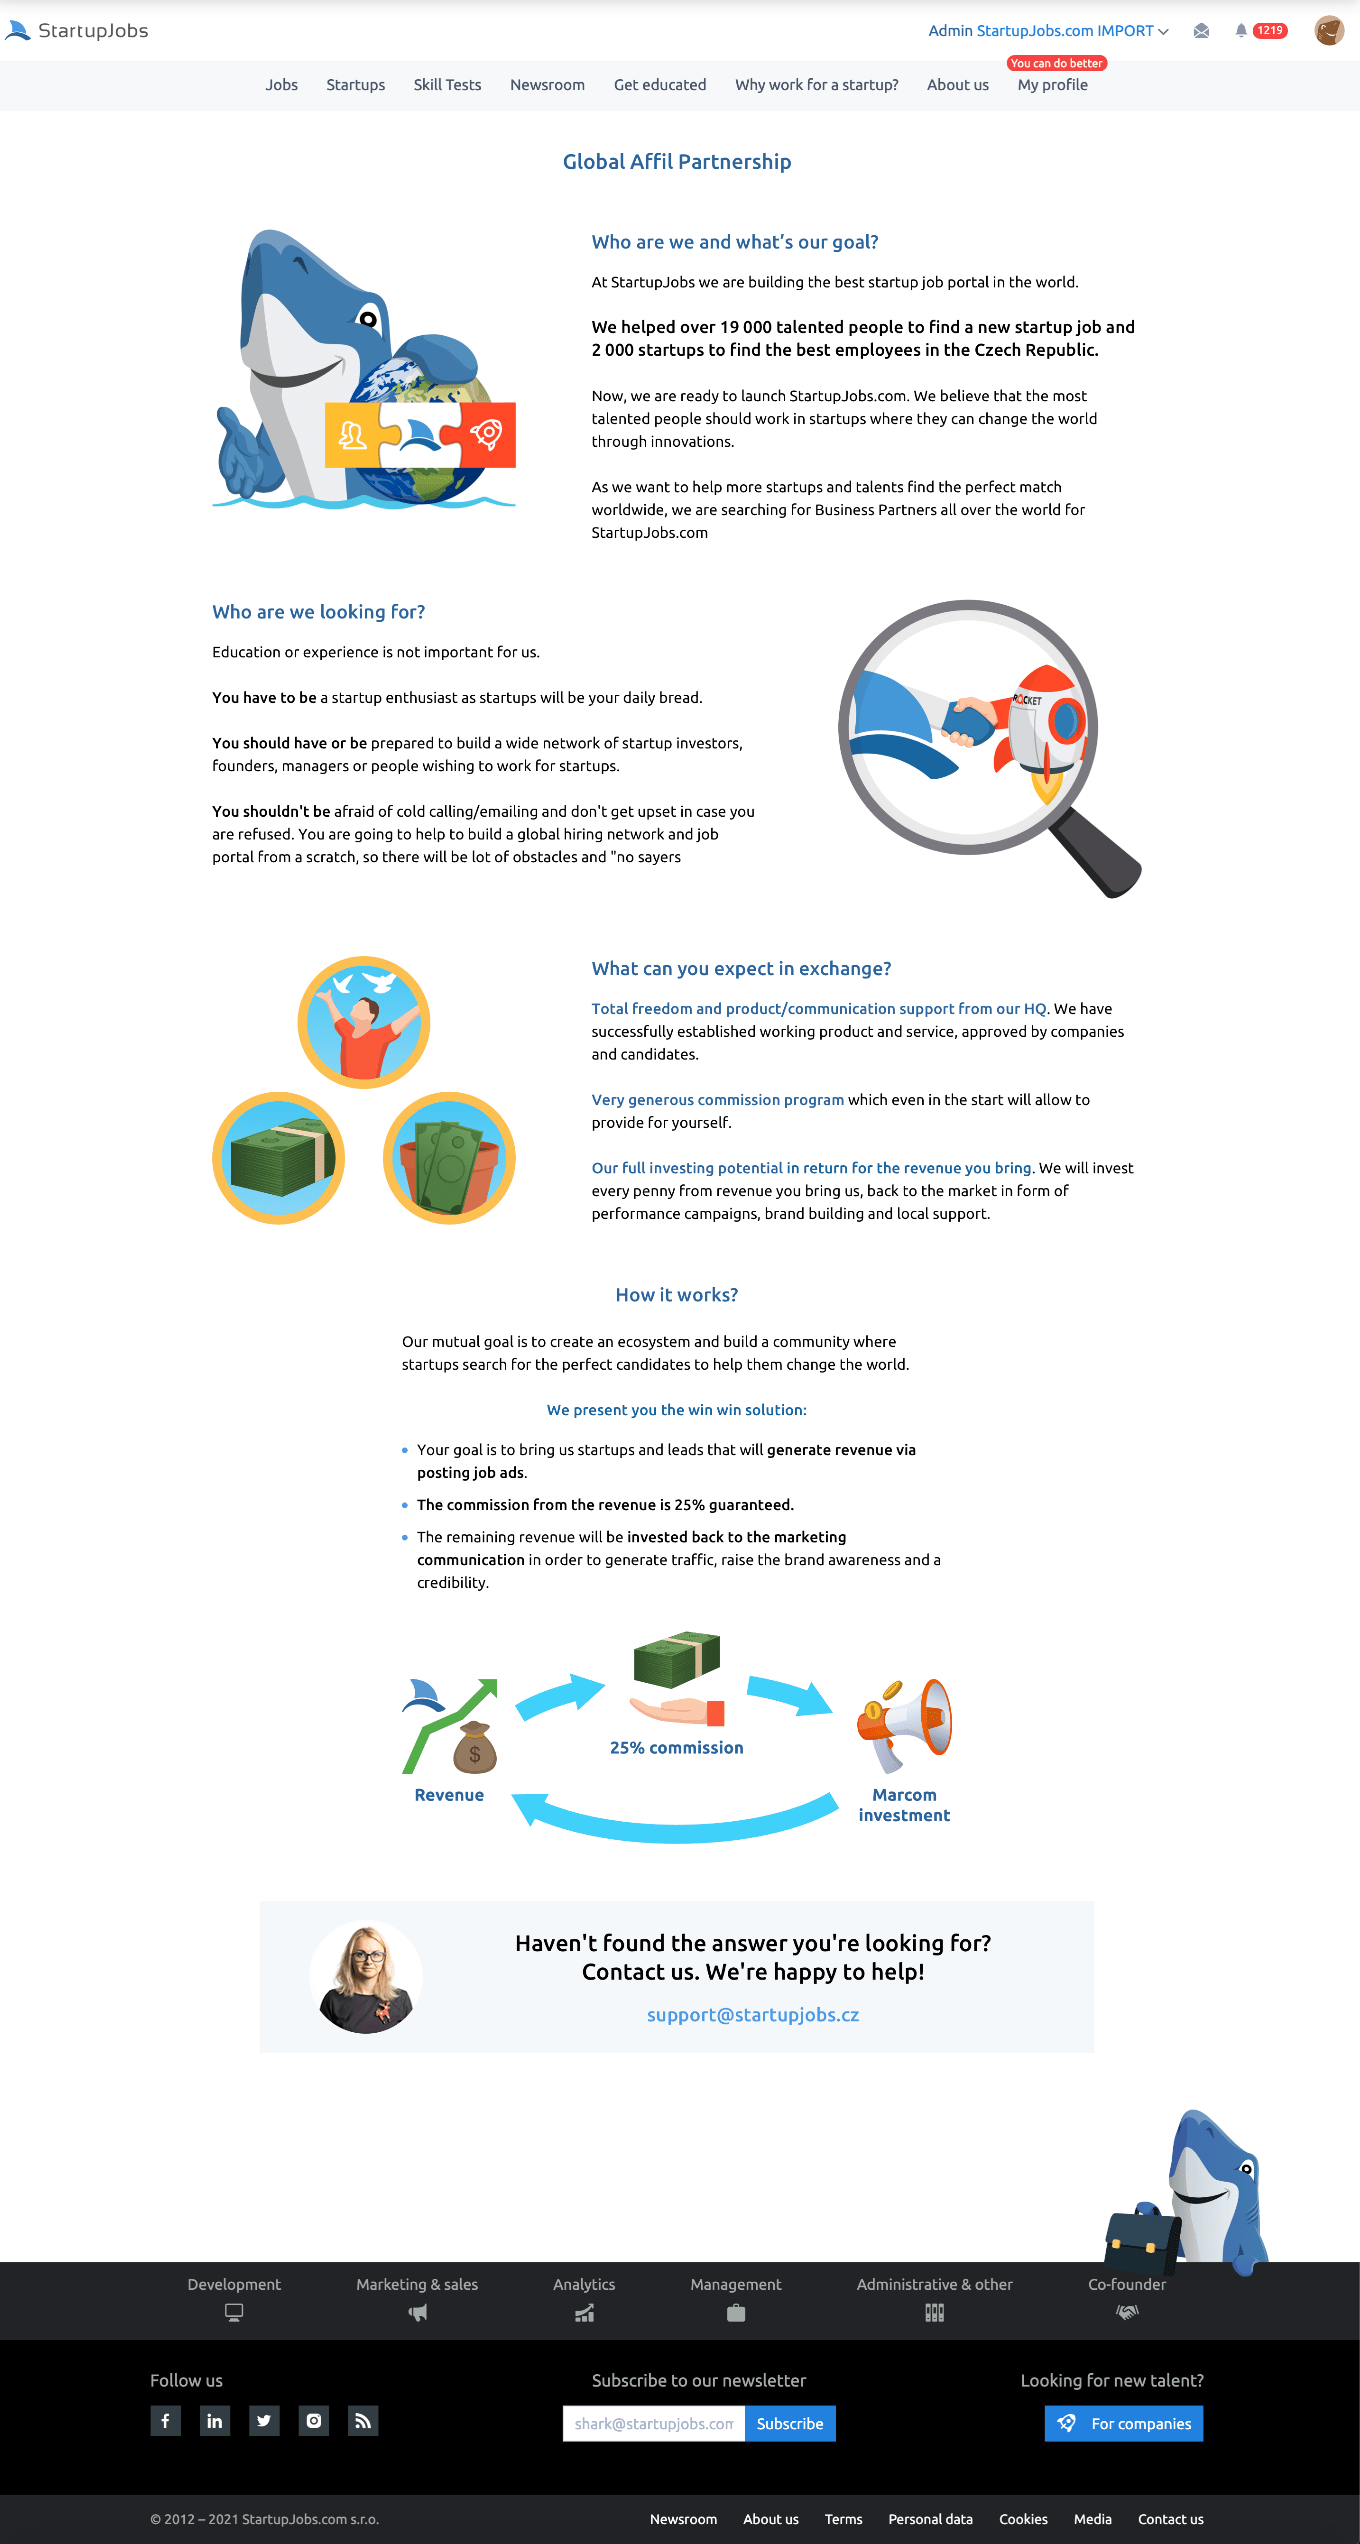 StartupJobs
Admin StartupJobs.com IMPORT
1219
You can do better
Jobs
Startups
Skill Tests
Newsroom
Get educated
Why work for a startup?
About us
My profile
Global Affil Partnership
Who are we and what's our goal?
At StartupJobs we are building the best startup job portal in the world.
We helped over 19 000 talented people to find a new startup job and
2 000 startups to find the best employees in the Czech Republic.
Now, we are ready to launch StartupJobs.com. We believe that the most
talented people should work in startups where they can change the world
through innovations.
As we want to help more startups and talents find the perfect match
worldwide, we are searching for Business Partners all over the world for
StartupJobs.com
Who are we looking for?
Education or experience is not important for us.
You have to be a startup enthusiast as startups will be your daily bread.
You should have or be prepared to build a wide network of startup investors,
founders, managers or people wishing to work for startups.
You shouldn't be afraid of cold calling/emailing and don't get upset in case you
are refused. You are going to help to build a global hiring network and job
portal from a scratch, so there will be lot of obstacles and "no sayers
ROCKET
What can you expect in exchange?
Total freedom and product/communication support from our HQ. We have
successfully established working product and service, approved by companies
and candidates.
Very generous commission program which even in the start will allow to
provide for yourself.
Our full investing potential in return for the revenue you bring. We will invest
every penny from revenue you bring us, back to the market in form of
performance campaigns, brand building and local support.
How it works?
Our mutual goal is to create an ecosystem and build a community where
startups search for the perfect candidates to help them change the world.
We present you the win win solution:
Your goal is to bring us startups and leads that will generate revenue via
posting job ads.
The commission from the revenue is 25% guaranteed.
The remaining revenue will be invested back to the marketing
communication in order to generate traffic, raise the brand awareness and a
credibility.
$
25% commission
Revenue
Marcom
investment
Haven't found the answer you're looking for?
Contact us. We're happy to help!
support@startupjobs.cz
Development
Marketing & sales
Analytics
Management
Administrative & other
Co-founder
Follow us
Subscribe to our newsletter
Looking for new talent?
shark@startupjobs.com
Subscribe
For companies
© 2012 – 2021 StartupJobs.com s.r.o.
Newsroom
About us
Terms
Personal data
Cookies
Media
Contact us